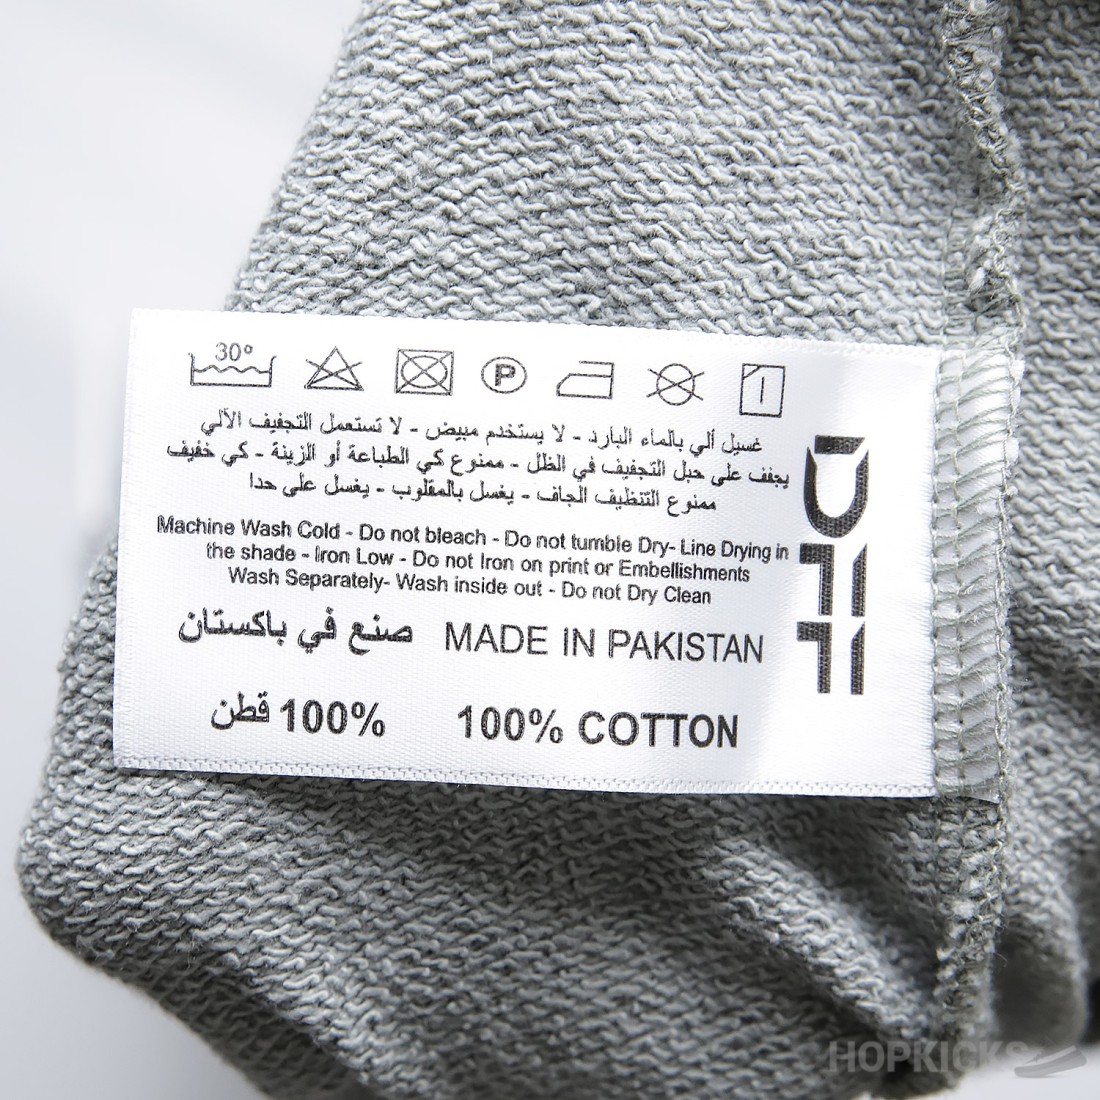 30°
P
غسيل ألي بالماء البارد - لا يستخدم مبيض - لا تستعمل التجفيف الألي
يجفف على حبل التجفيف في الظل - ممنوع كي الطباعة أو الزينة - كي خفيف
ممنوع التنظيف الجاف - يغسل بالمقلوب - يغسل على حدا
Machine Wash Cold - Do not bleach - Do not tumble Dry- Line Drying in
the shade - Iron Low- Do not Iron on print or Embellishments
Wash Separately- Wash inside out - Do not Dry Clean
صنع في باكستان MADE IN PAKISTAN
100% قطن 100% COTTON
HOPKICKS